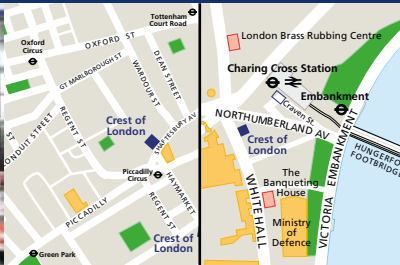 Tottenham
Court Road
Oxford
Circus
OXFORD ST
GT MARLBOROUGH ST
WARDOUR ST
DEAN STREET
REGENT ST
ST
CONDUIT STREET
Crest of
London
SHAFTESBURY AV
Piccadilly
Circus
HAYMARKET
REGENT ST
PICCADILLY
Crest of
London
Green Park
London Brass Rubbing Centre
Charing Cross Station
Embankment
Craven St.
NORTHUMBERLAND AV
Crest of
London
HUNGERFO
FOOTBRIDGE
The
Banqueting
House
WHITEHALL
Ministry
of
Defence
VICTORIA EMBANKMENT